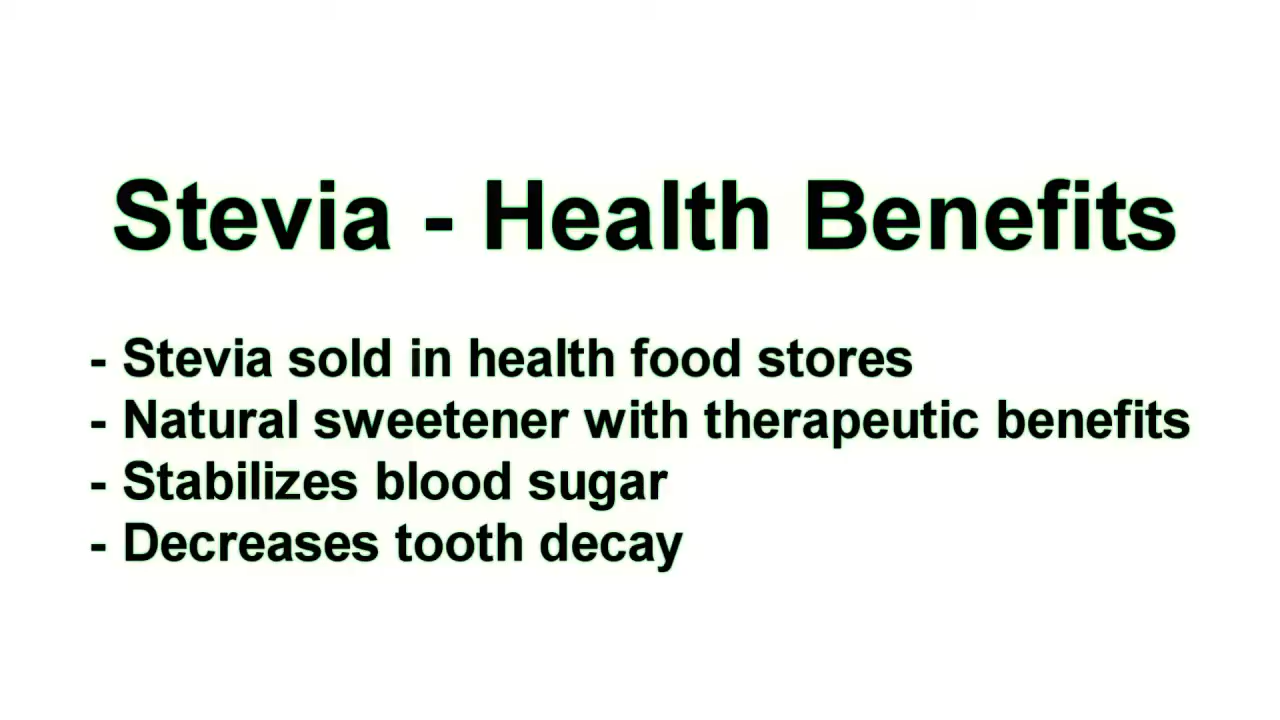 Stevia - Health Benefits
- Stevia sold in health food stores
- Natural sweetener with therapeutic benefits
- Stabilizes blood sugar
- Decreases tooth decay